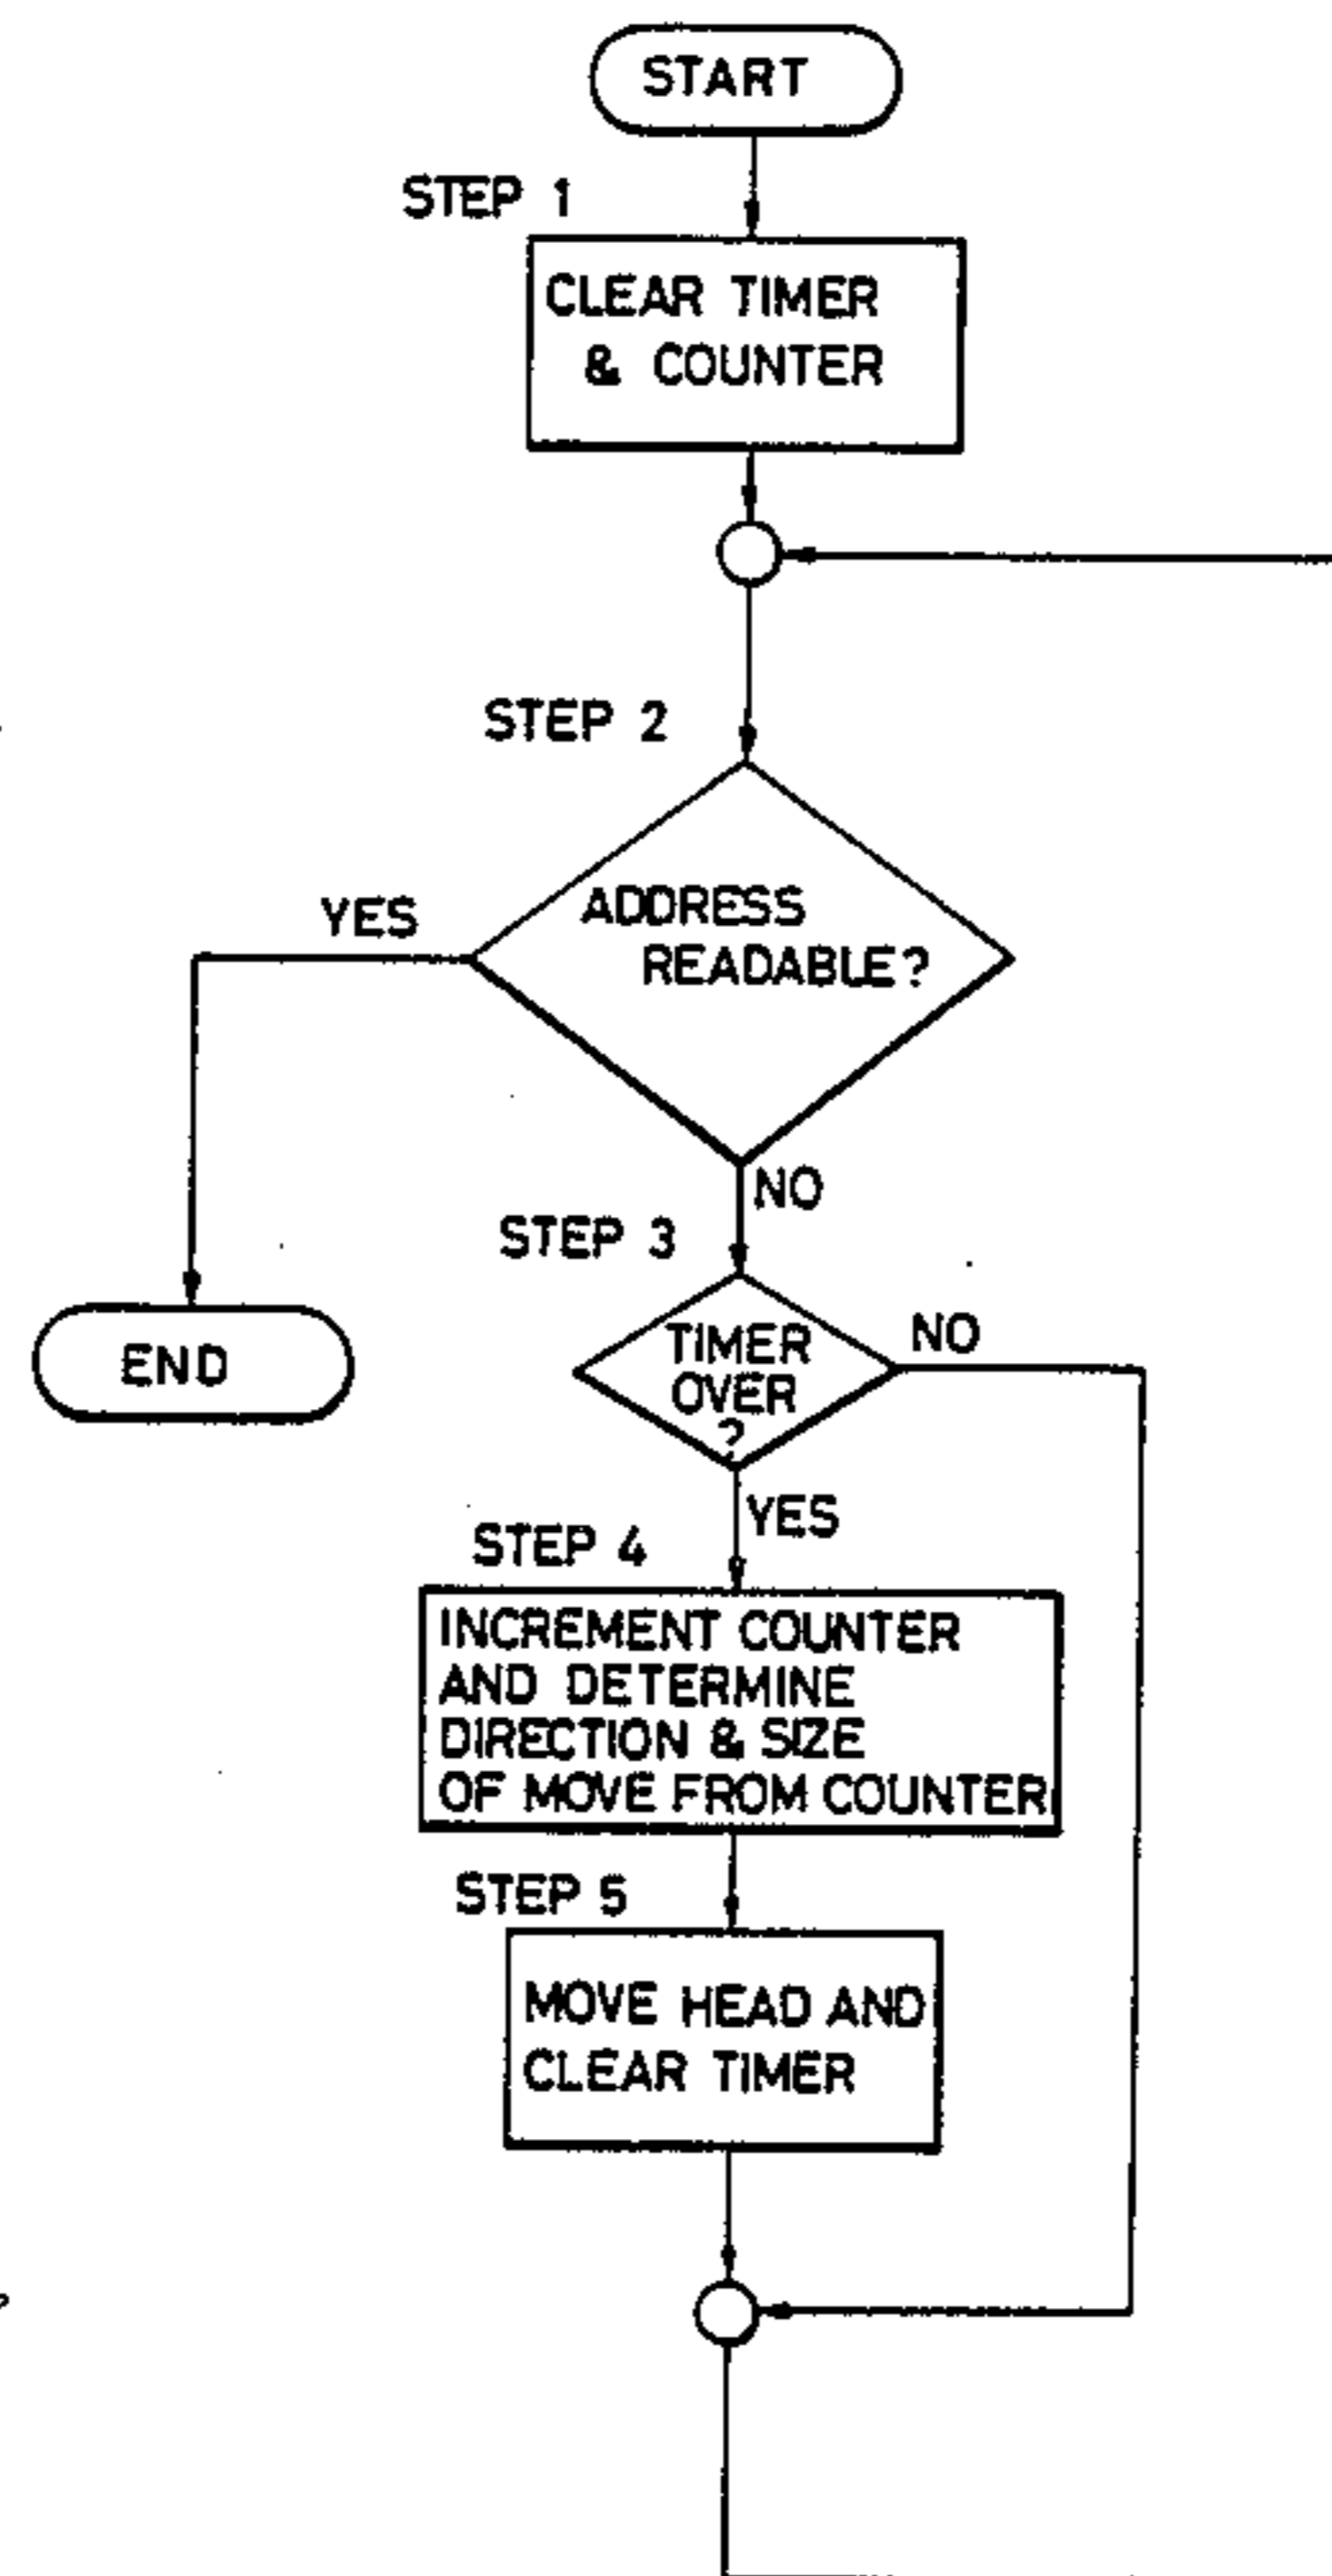 START
STEP 1
CLEAR TIMER
& COUNTER
STEP 2
YES
ADDRESS
READABLE?
NO
STEP 3
END
TIMER
OVER
?
NO
YES
STEP 4
INCREMENT COUNTER
AND DETERMINE
DIRECTION & SIZE
OF MOVE FROM COUNTER
STEP 5
MOVE HEAD AND
CLEAR TIMER